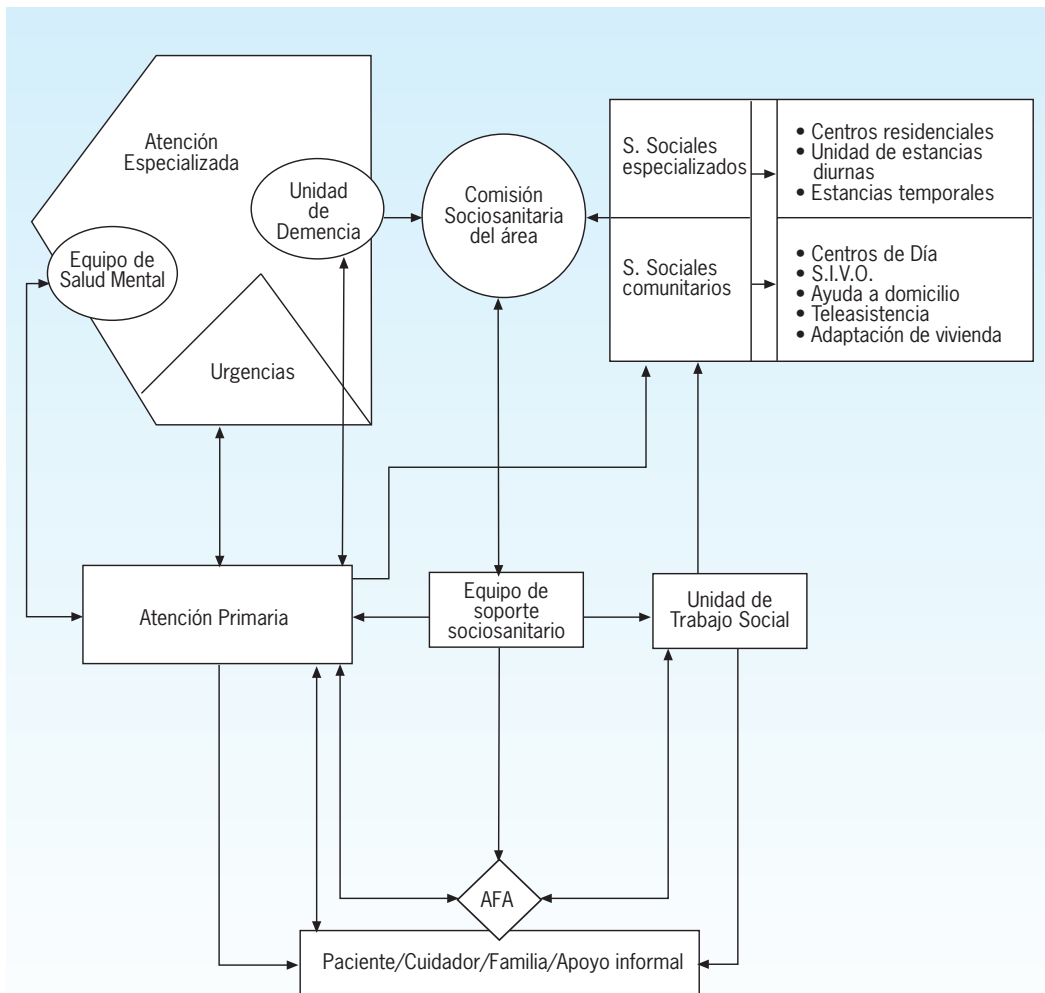 Atención
Especializada
Unidad
de
Demencia
Equipo de
Salud Mental
Urgencias
Comisión
Sociosanitaria
del área
S. Sociales
especializados
• Centros residenciales
• Unidad de estancias
diurnas
• Estancias temporales
S. Sociales
comunitarios
• Centros de Día
• S.I.V.O.
• Ayuda a domicilio
• Teleasistencia
• Adaptación de vivienda
Atención Primaria
Equipo de
soporte
sociosanitario
Unidad de
Trabajo Social
AFA
Paciente/Cuidador/Familia/Apoyo informal